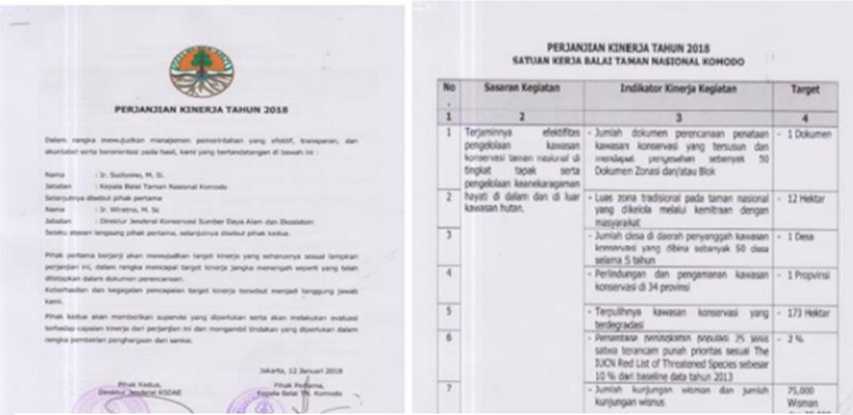 PERJANJIAN KINERJA TAHUN 2018
Dalam rangka mewujudkan manajemen pemerintahan yang efektif, transparan, dan
akuntabel serta berorientasi pada hasil, kami yang bertandatangan di bawah ini :
Nama : Ir. Sudiyono, M. Si.
Jabatan : Kepala Balai Taman Nasional Komodo
Selanjutnya disebut pihak pertama
Nama : Ir. Wiratno, M. Sc
Jabatan : Direktur Jenderal Konservasi Sumber Daya Alam dan Ekosistem
Selaku atasan langsung pihak pertama, selanjutnya disebut pihak kedua.
Pihak pertama berjanji akan mewujudkan target kinerja yang seharusnya sesuai lampiran
perjanjian ini, dalam rangka mencapai target kinerja jangka menengah seperti yang telah
ditetapkan dalam dokumen perencanaan.
Keberhasilan dan kegagalan pencapaian target kinerja tersebut menjadi tanggung jawab
kami.
Pihak kedua akan memberikan supervisi yang diperlukan serta akan melakukan evaluasi
terhadap capaian kinerja dari perjanjian ini dan mengambil tindakan yang diperlukan dalam
rangka pemberian penghargaan dan sanksi.
Jakarta, 12 Januari 2018
Pihak Kedua, Pihak Pertama,
Direktur Jenderal KSDAE Kepala Balai TN. Komodo
PERJANJIAN KINERJA TAHUN 2018
SATUAN KERJA BALAI TAMAN NASIONAL KOMODO
No . Sasaran Kegiatan Indikator Kinerja Kegiatan Target
1 2 3 4
1 Terjaminnya efektifitas - Jumlah dokumen perencanaan penataan - 1 Dokumen
pengelolaan kawasan kawasan konservasi yang tersusun dan
konservasi taman nasional di mendapat pengesahan sebanyak 50
tingkat tapak serta Dokumen Zonasi dan/atau Blok
pengelolaan keanekaragaman
2 hayati di dalam dan di luar - Luas zona tradisional pada taman nasional - 12 Hektar
kawasan hutan. yang dikelola melalui kemitraan dengan
masyarakat
3 - Jumlah desa di daerah penyangga kawasan - 1 Desa
konservasi yang dibina sebanyak 50 desa
selama 5 tahun
4 - Perlindungan dan pengamanan kawasan - 1 Propvinsi
konservasi di 34 provinsi
5 - Terpulihnya kawasan konservasi yang - 173 Hektar
terdegradasi
6 - Persentase peningkatan populasi 25 jenis - 2 %
satwa terancam punah prioritas sesuai The
IUCN Red List of Threatened Species sebesar
10 % dari baseline data tahun 2013
7 - Jumlah kunjungan wisman dan jumlah 75,000
kunjungan wisnus. Wisman